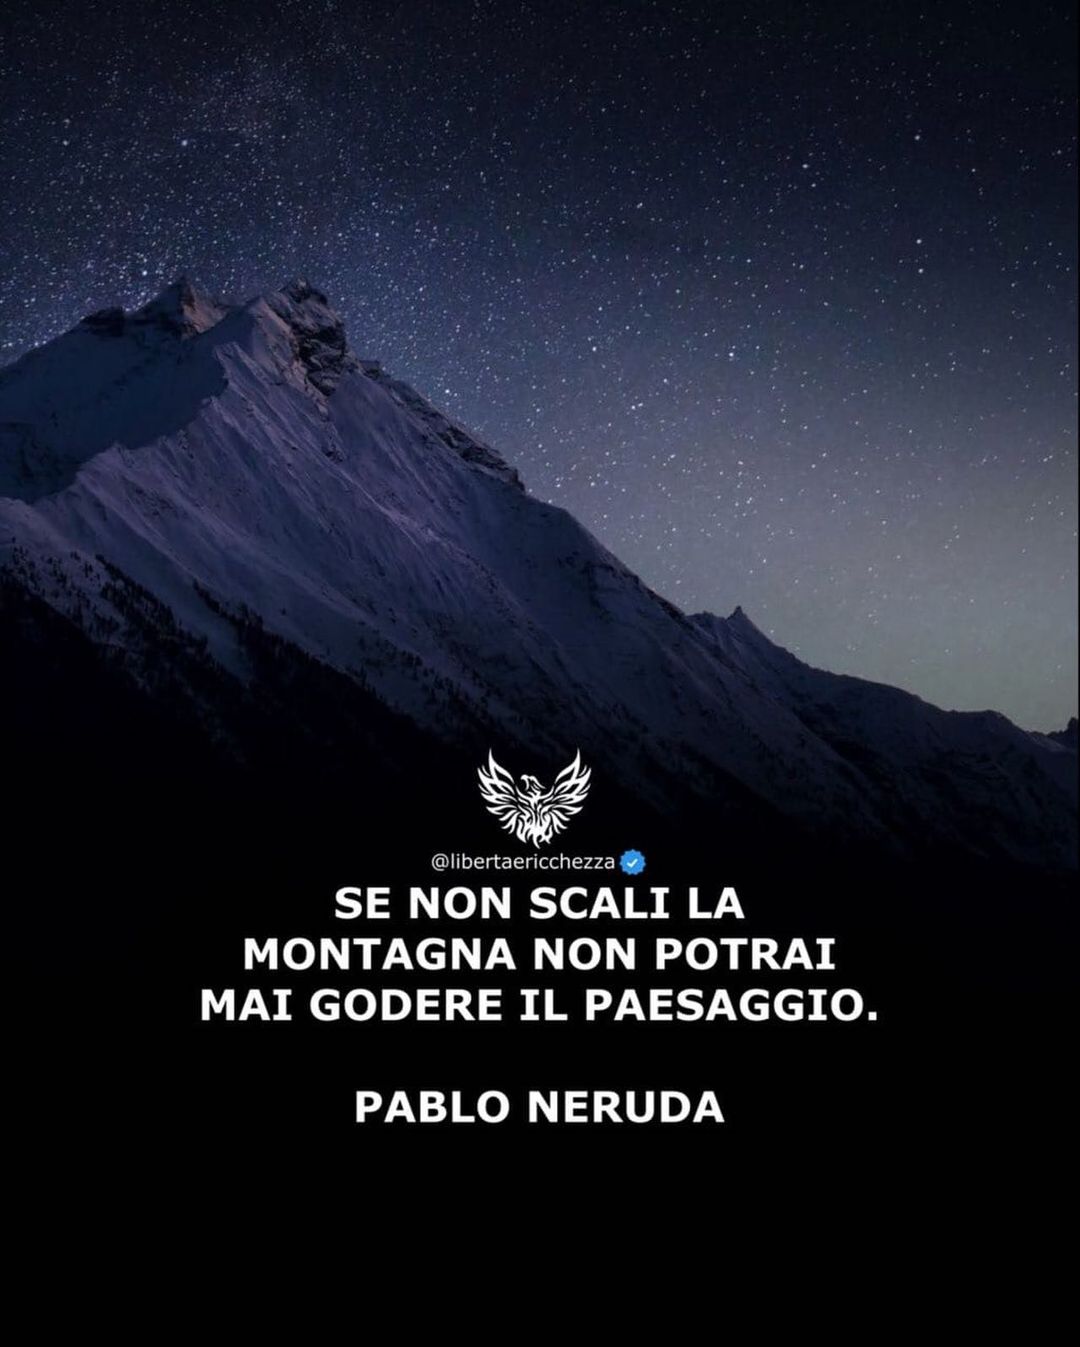 @libertaericchezza
SE NON SCALI LA
MONTAGNA NON POTRAI
MAI GODERE IL PAESAGGIO.
PABLO NERUDA